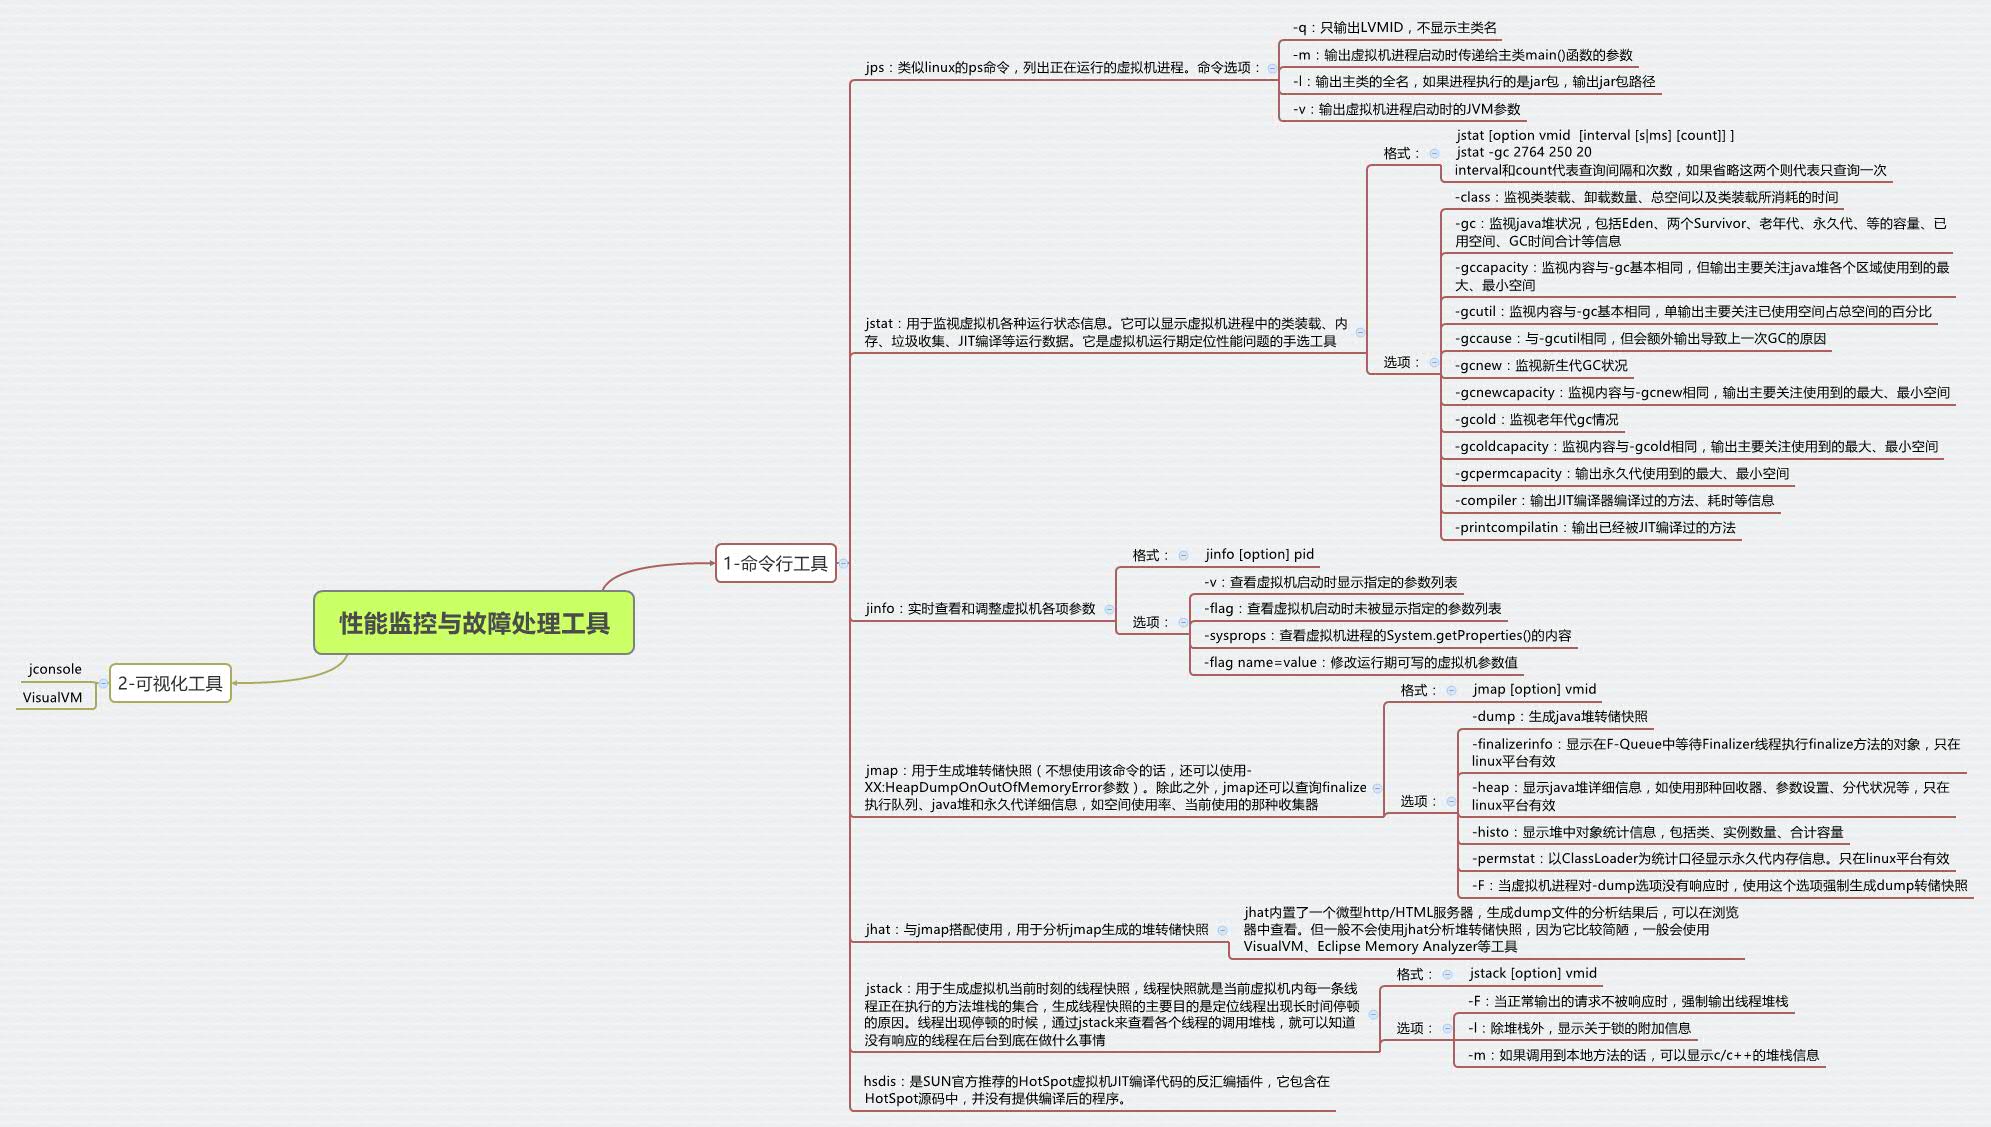 性能监控与故障处理工具
1-命令行工具
jps：类似linux的ps命令，列出正在运行的虚拟机进程。命令选项：
-q：只输出LVMID，不显示主类名
-m：输出虚拟机进程启动时传递给主类main()函数的参数
-l：输出主类的全名，如果进程执行的是jar包，输出jar包路径
-v：输出虚拟机进程启动时的JVM参数
jstat：用于监视虚拟机各种运行状态信息。它可以显示虚拟机进程中的类装载、内
存、垃圾收集、JIT编译等运行数据。它是虚拟机运行期定位性能问题的手选工具
格式：
jstat [option vmid  [interval [s|ms] [count]] ]
jstat -gc 2764 250 20
interval和count代表查询间隔和次数，如果省略这两个则代表只查询一次
选项：
-class：监视类装载、卸载数量、总空间以及类装载所消耗的时间
-gc：监视java堆状况，包括Eden、两个Survivor、老年代、永久代、等的容量、已
用空间、GC时间合计等信息
-gccapacity：监视内容与-gc基本相同，但输出主要关注java堆各个区域使用到的最
大、最小空间
-gcutil：监视内容与-gc基本相同，单输出主要关注已使用空间占总空间的百分比
-gccause：与-gcutil相同，但会额外输出导致上一次GC的原因
-gcnew：监视新生代GC状况
-gcnewcapacity：监视内容与-gcnew相同，输出主要关注使用到的最大、最小空间
-gcold：监视老年代gc情况
-gcoldcapacity：监视内容与-gcold相同，输出主要关注使用到的最大、最小空间
-gcpermcapacity：输出永久代使用到的最大、最小空间
-compiler：输出JIT编译器编译过的方法、耗时等信息
-printcompilatin：输出已经被JIT编译过的方法
jinfo：实时查看和调整虚拟机各项参数
格式：
jinfo [option] pid
选项：
-v：查看虚拟机启动时显示指定的参数列表
-flag：查看虚拟机启动时未被显示指定的参数列表
-sysprops：查看虚拟机进程的System.getProperties()的内容
-flag name=value：修改运行期可写的虚拟机参数值
jmap：用于生成堆转储快照（不想使用该命令的话，还可以使用-
XX:HeapDumpOnOutOfMemoryError参数）。除此之外，jmap还可以查询finalize
执行队列、java堆和永久代详细信息，如空间使用率、当前使用的那种收集器
格式：
jmap [option] vmid
选项：
-dump：生成java堆转储快照
-finalizerinfo：显示在F-Queue中等待Finalizer线程执行finalize方法的对象，只在
linux平台有效
-heap：显示java堆详细信息，如使用那种回收器、参数设置、分代状况等，只在
linux平台有效
-histo：显示堆中对象统计信息，包括类、实例数量、合计容量
-permstat：以ClassLoader为统计口径显示永久代内存信息。只在linux平台有效
-F：当虚拟机进程对-dump选项没有响应时，使用这个选项强制生成dump转储快照
jhat：与jmap搭配使用，用于分析jmap生成的堆转储快照
jhat内置了一个微型http/HTML服务器，生成dump文件的分析结果后，可以在浏览
器中查看。但一般不会使用jhat分析堆转储快照，因为它比较简陋，一般会使用
VisualVM、Eclipse Memory Analyzer等工具
jstack：用于生成虚拟机当前时刻的线程快照，线程快照就是当前虚拟机内每一条线
程正在执行的方法堆栈的集合，生成线程快照的主要目的是定位线程出现长时间停顿
的原因。线程出现停顿的时候，通过jstack来查看各个线程的调用堆栈，就可以知道
没有响应的线程在后台到底在做什么事情
格式：
jstack [option] vmid
选项：
-F：当正常输出的请求不被响应时，强制输出线程堆栈
-l：除堆栈外，显示关于锁的附加信息
-m：如果调用到本地方法的话，可以显示c/c++的堆栈信息
hsdis：是SUN官方推荐的HotSpot虚拟机JIT编译代码的反汇编插件，它包含在
HotSpot源码中，并没有提供编译后的程序。
2-可视化工具
jconsole
VisualVM